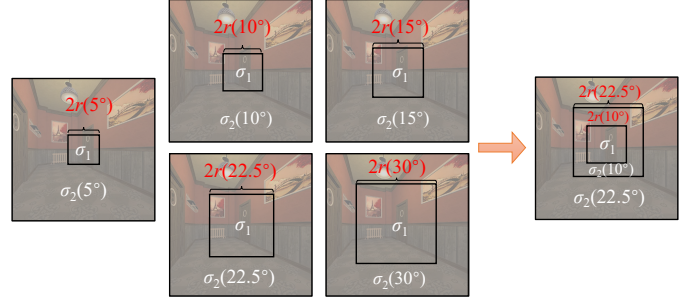 2r(5°)
σ₁
σ₂(5°)
2r(10°)
σ₁
σ₂(10°)
2r(15°)
σ₁
σ₂(15°)
2r(22.5°)
σ₁
σ₂(22.5°)
2r(30°)
σ₁
σ₂(30°)
2r(22.5°)
2r(10°)
σ₁
σ₂(10°)
σ₂(22.5°)